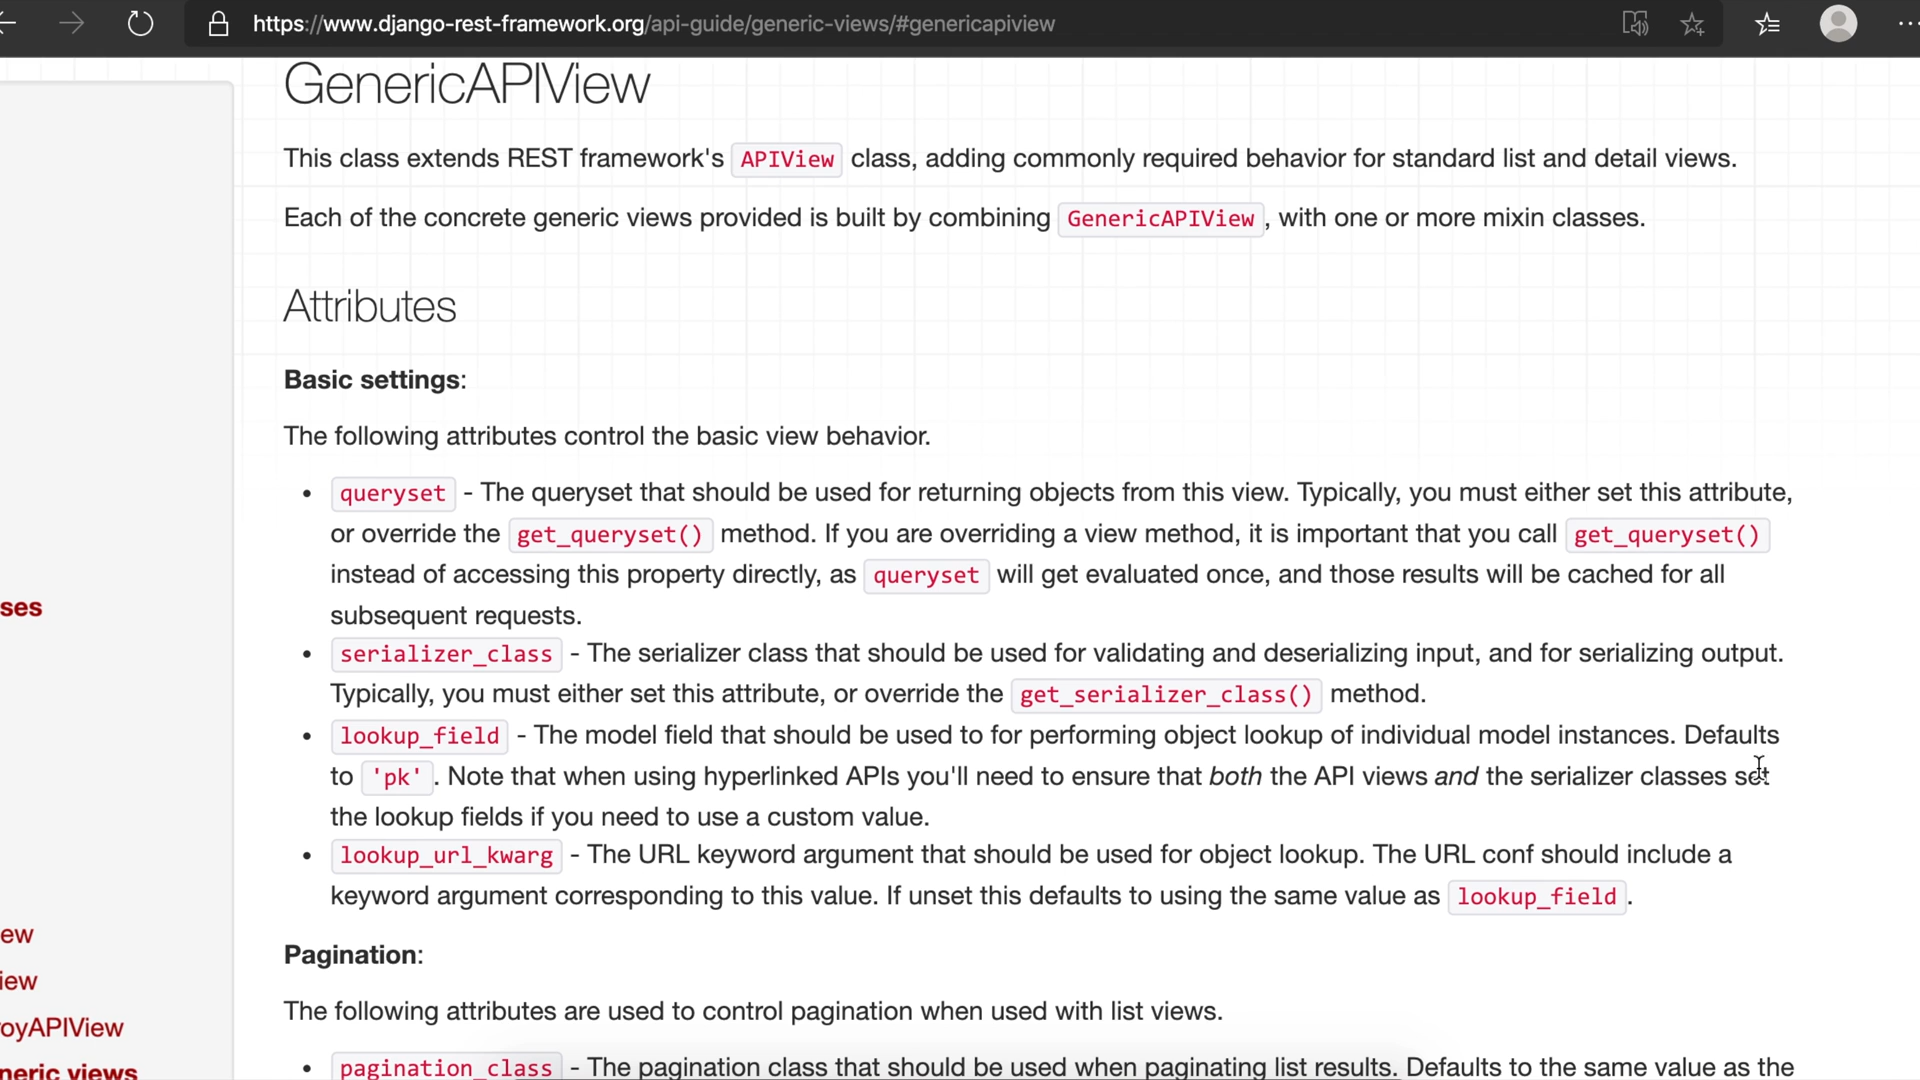 https://www.django-rest-framework.org/api-guide/generic-views/#genericapiview
GenericAPIView
This class extends REST framework's APIView class, adding commonly required behavior for standard list and detail views.
Each of the concrete generic views provided is built by combining GenericAPIView, with one or more mixin classes.
Attributes
Basic settings:
The following attributes control the basic view behavior.
• queryset - The queryset that should be used for returning objects from this view. Typically, you must either set this attribute,
or override the get_queryset() method. If you are overriding a view method, it is important that you call get_queryset()
instead of accessing this property directly, as queryset will get evaluated once, and those results will be cached for all
subsequent requests.
• serializer_class - The serializer class that should be used for validating and deserializing input, and for serializing output.
Typically, you must either set this attribute, or override the get_serializer_class() method.
• lookup_field - The model field that should be used to for performing object lookup of individual model instances. Defaults
to 'pk'. Note that when using hyperlinked APIs you'll need to ensure that both the API views and the serializer classes set
the lookup fields if you need to use a custom value.
• lookup_url_kwarg - The URL keyword argument that should be used for object lookup. The URL conf should include a
keyword argument corresponding to this value. If unset this defaults to using the same value as lookup_field.
Pagination:
The following attributes are used to control pagination when used with list views.
• pagination_class - The pagination class that should be used when paginating list results. Defaults to the same value as the
ses
ew
iew
oyAPIView
neric views